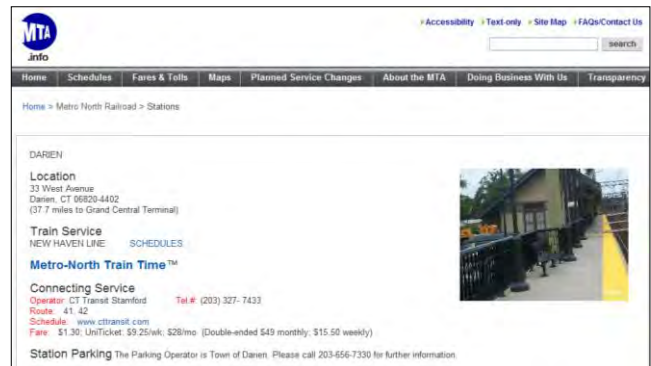 MTA
.info
Accessibility Text-only Site Map FAQs/Contact Us
search
Home Schedules Fares & Tolls Maps Planned Service Changes About the MTA Doing Business With Us Transparency
Home > Metro North Railroad > Stations
DARIEN
Location
33 West Avenue
Darien, CT 06820-4402
(37.7 miles to Grand Central Terminal)
Train Service
NEW HAVEN LINE SCHEDULES
Metro-North Train Time™
Connecting Service
Operator: CT Transit Stamford Tel.#: (203) 327- 7433
Route: 41, 42
Schedule: www.cttransit.com
Fare: $1.30; UniTicket: $9.25/wk; $28/mo (Double-ended $49 monthly; $15.50 weekly)
Station Parking The Parking Operator is Town of Darien. Please call 203-656-7330 for further information.